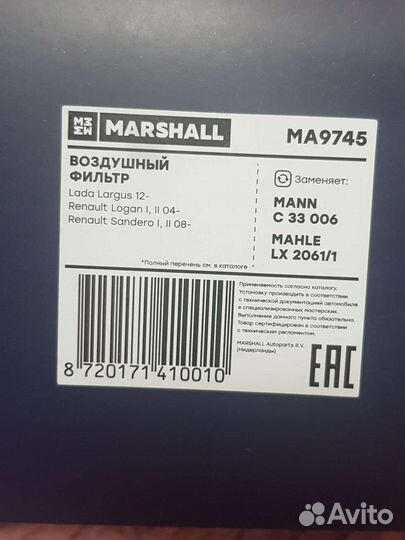 MARSHALL
MA9745
ВОЗДУШНЫЙ
ФИЛЬТР
Lada Largus 12-
Renault Logan I, II 04-
Renault Sandero I, II 08-
*Полный перечень см. в каталоге
Заменяет:
MANN
C 33 006
MAHLE
LX 2061/1
Применяемость согласно каталогу.
Установку производить в соответствии
с технической документацией автомобиля
в специализированных мастерских.
Выполнение данного пункта обязательно.
Товар сертифицирован в соответствии
с техническим регламентом.
MARSHALL Autoparts B.V.
(Нидерланды)
8 720171 410010
EAC
Avito